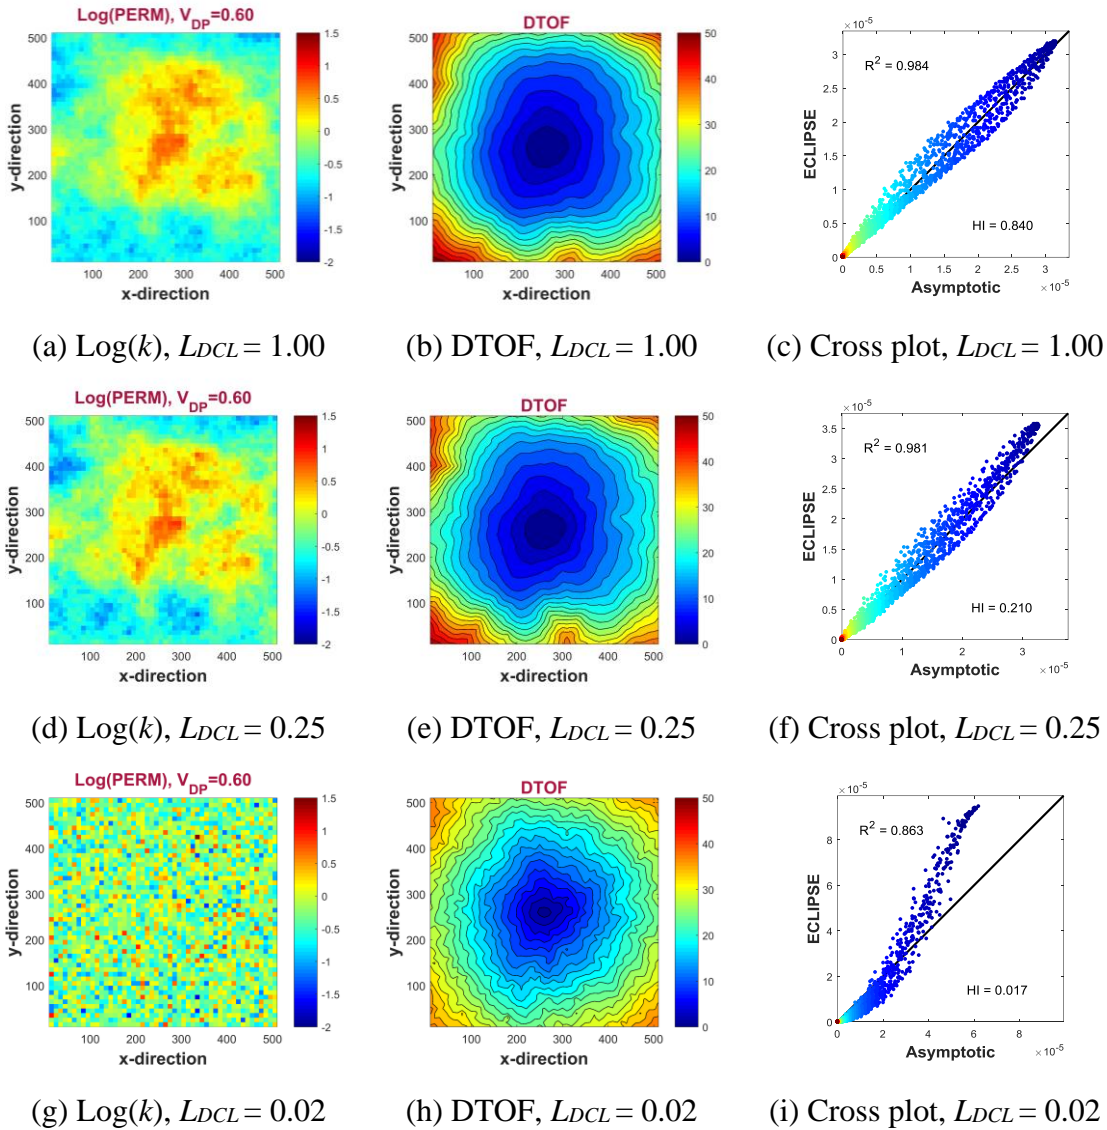 Log(PERM), V_DP=0.60
y-direction
500
400
300
200
100
100 200 300 400 500
x-direction
1.5
1
0.5
0
-0.5
-1
-1.5
-2
DTOF
y-direction
500
400
300
200
100
100 200 300 400 500
x-direction
50
40
30
20
10
0
×10⁻⁵
ECLIPSE
3
2.5
2
1.5
1
0.5
0
R² = 0.984
HI = 0.840
0 0.5 1 1.5 2 2.5 3
Asymptotic ×10⁻⁵
(a) Log(k), L_DCL = 1.00
(b) DTOF, L_DCL = 1.00
(c) Cross plot, L_DCL = 1.00
Log(PERM), V_DP=0.60
y-direction
500
400
300
200
100
100 200 300 400 500
x-direction
1.5
1
0.5
0
-0.5
-1
-1.5
-2
DTOF
y-direction
500
400
300
200
100
100 200 300 400 500
x-direction
50
40
30
20
10
0
×10⁻⁵
ECLIPSE
3.5
3
2.5
2
1.5
1
0.5
0
R² = 0.981
HI = 0.210
0 1 2 3
Asymptotic ×10⁻⁵
(d) Log(k), L_DCL = 0.25
(e) DTOF, L_DCL = 0.25
(f) Cross plot, L_DCL = 0.25
Log(PERM), V_DP=0.60
y-direction
500
400
300
200
100
100 200 300 400 500
x-direction
1.5
1
0.5
0
-0.5
-1
-1.5
-2
DTOF
y-direction
500
400
300
200
100
100 200 300 400 500
x-direction
50
40
30
20
10
0
×10⁻⁵
ECLIPSE
8
6
4
2
0
R² = 0.863
HI = 0.017
0 2 4 6 8
Asymptotic ×10⁻⁵
(g) Log(k), L_DCL = 0.02
(h) DTOF, L_DCL = 0.02
(i) Cross plot, L_DCL = 0.02